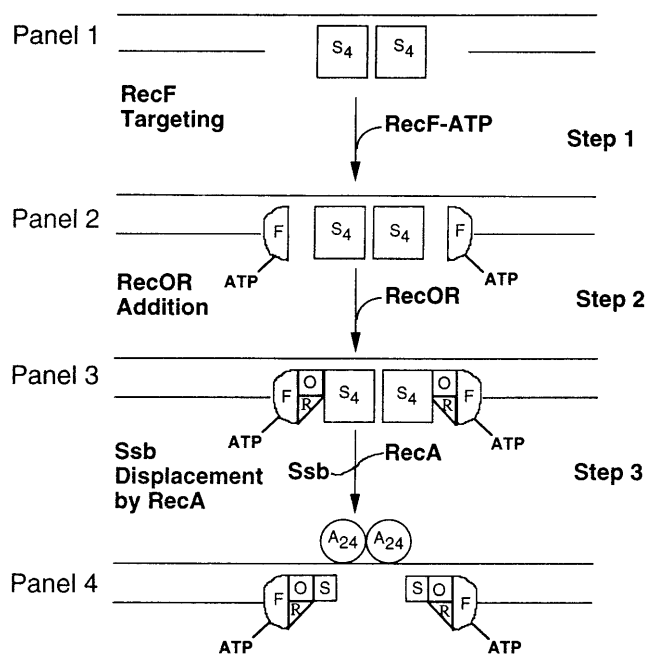 Panel 1
S4 S4
RecF
Targeting
RecF-ATP
Step 1
Panel 2
F S4 S4 F
ATP ATP
RecOR
Addition
RecOR
Step 2
Panel 3
F O R S4 S4 O R F
ATP ATP
Ssb
Displacement
by RecA
Ssb RecA
Step 3
A24 A24
Panel 4
F O S R S O R F
ATP ATP